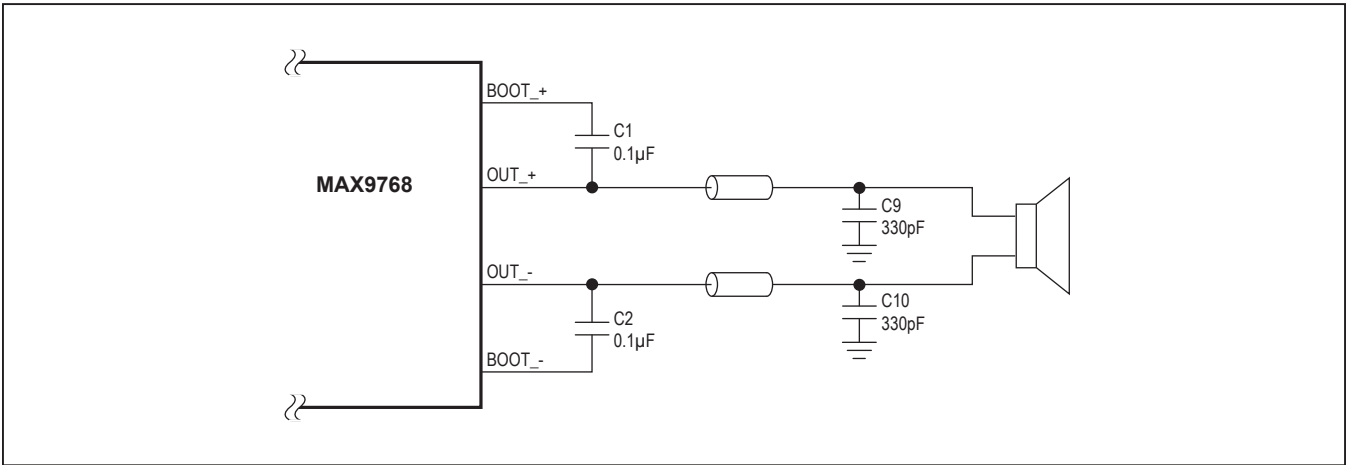 BOOT_+
C1
0.1µF
MAX9768
OUT_+
C9
330pF
OUT_-
C10
330pF
C2
0.1µF
BOOT_-